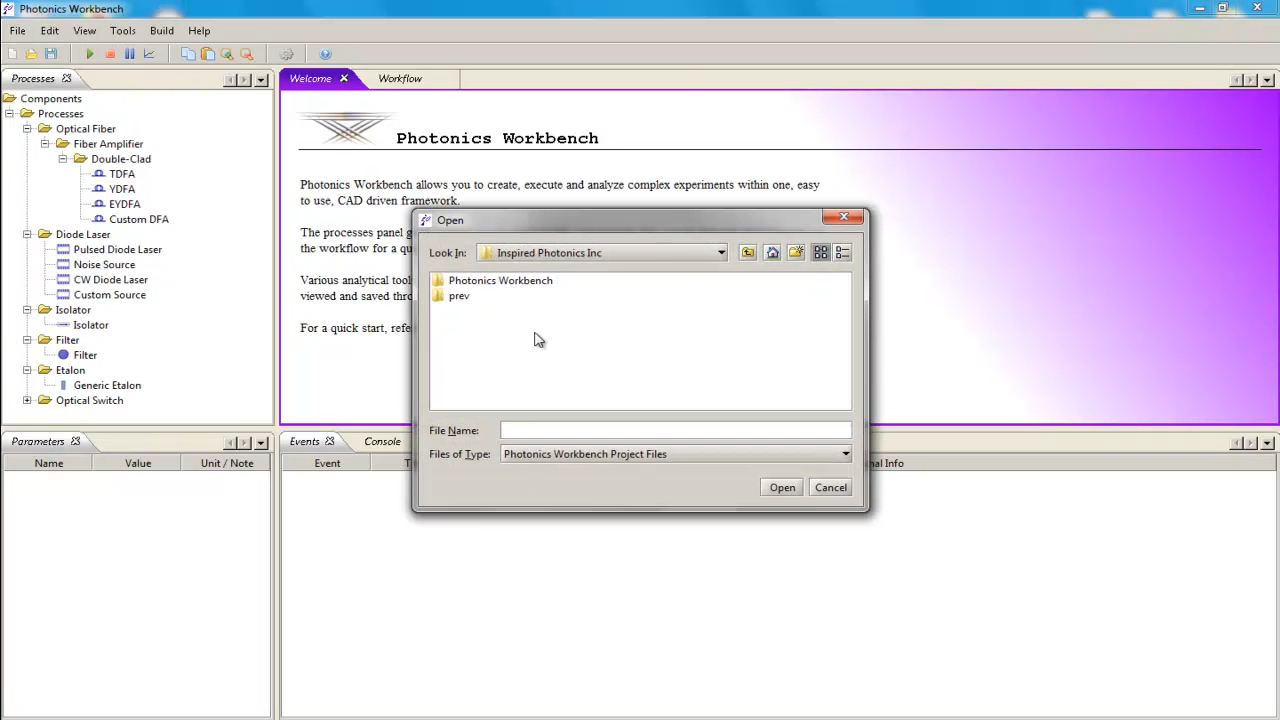 Photonics Workbench
File Edit View Tools Build Help
Processes
Components
Processes
Optical Fiber
Fiber Amplifier
Double-Clad
TDFA
YDFA
EYDFA
Custom DFA
Diode Laser
Pulsed Diode Laser
Noise Source
CW Diode Laser
Custom Source
Isolator
Isolator
Filter
Filter
Etalon
Generic Etalon
Optical Switch
Welcome Workflow
Photonics Workbench
Photonics Workbench allows you to create, execute and analyze complex experiments within one, easy
to use, CAD driven framework.
The processes panel
the workflow for a qu
Various analytical tool
viewed and saved thr
For a quick start, refe
Open
Look In: Inspired Photonics Inc
Photonics Workbench
prev
File Name:
Files of Type: Photonics Workbench Project Files
Open Cancel
Parameters
Name Value Unit / Note
Events Console
Event T nal Info